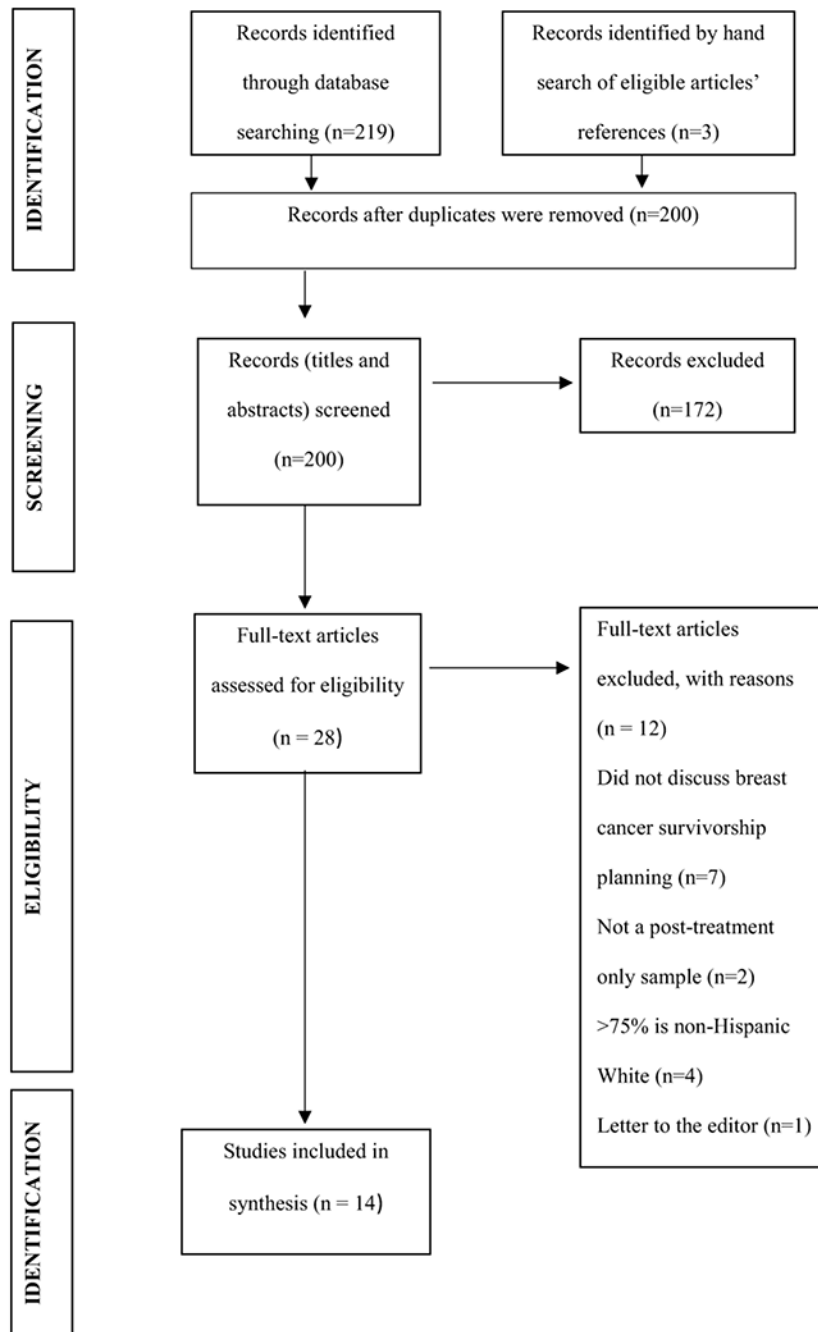 IDENTIFICATION
Records identified
through database
searching (n=219)
Records identified by hand
search of eligible articles’
references (n=3)
Records after duplicates were removed (n=200)
SCREENING
Records (titles and
abstracts) screened
(n=200)
Records excluded
(n=172)
ELIGIBILITY
Full-text articles
assessed for eligibility
(n = 28)
Full-text articles
excluded, with reasons
(n = 12)
Did not discuss breast
cancer survivorship
planning (n=7)
Not a post-treatment
only sample (n=2)
>75% is non-Hispanic
White (n=4)
Letter to the editor (n=1)
IDENTIFICATION
Studies included in
synthesis (n = 14)